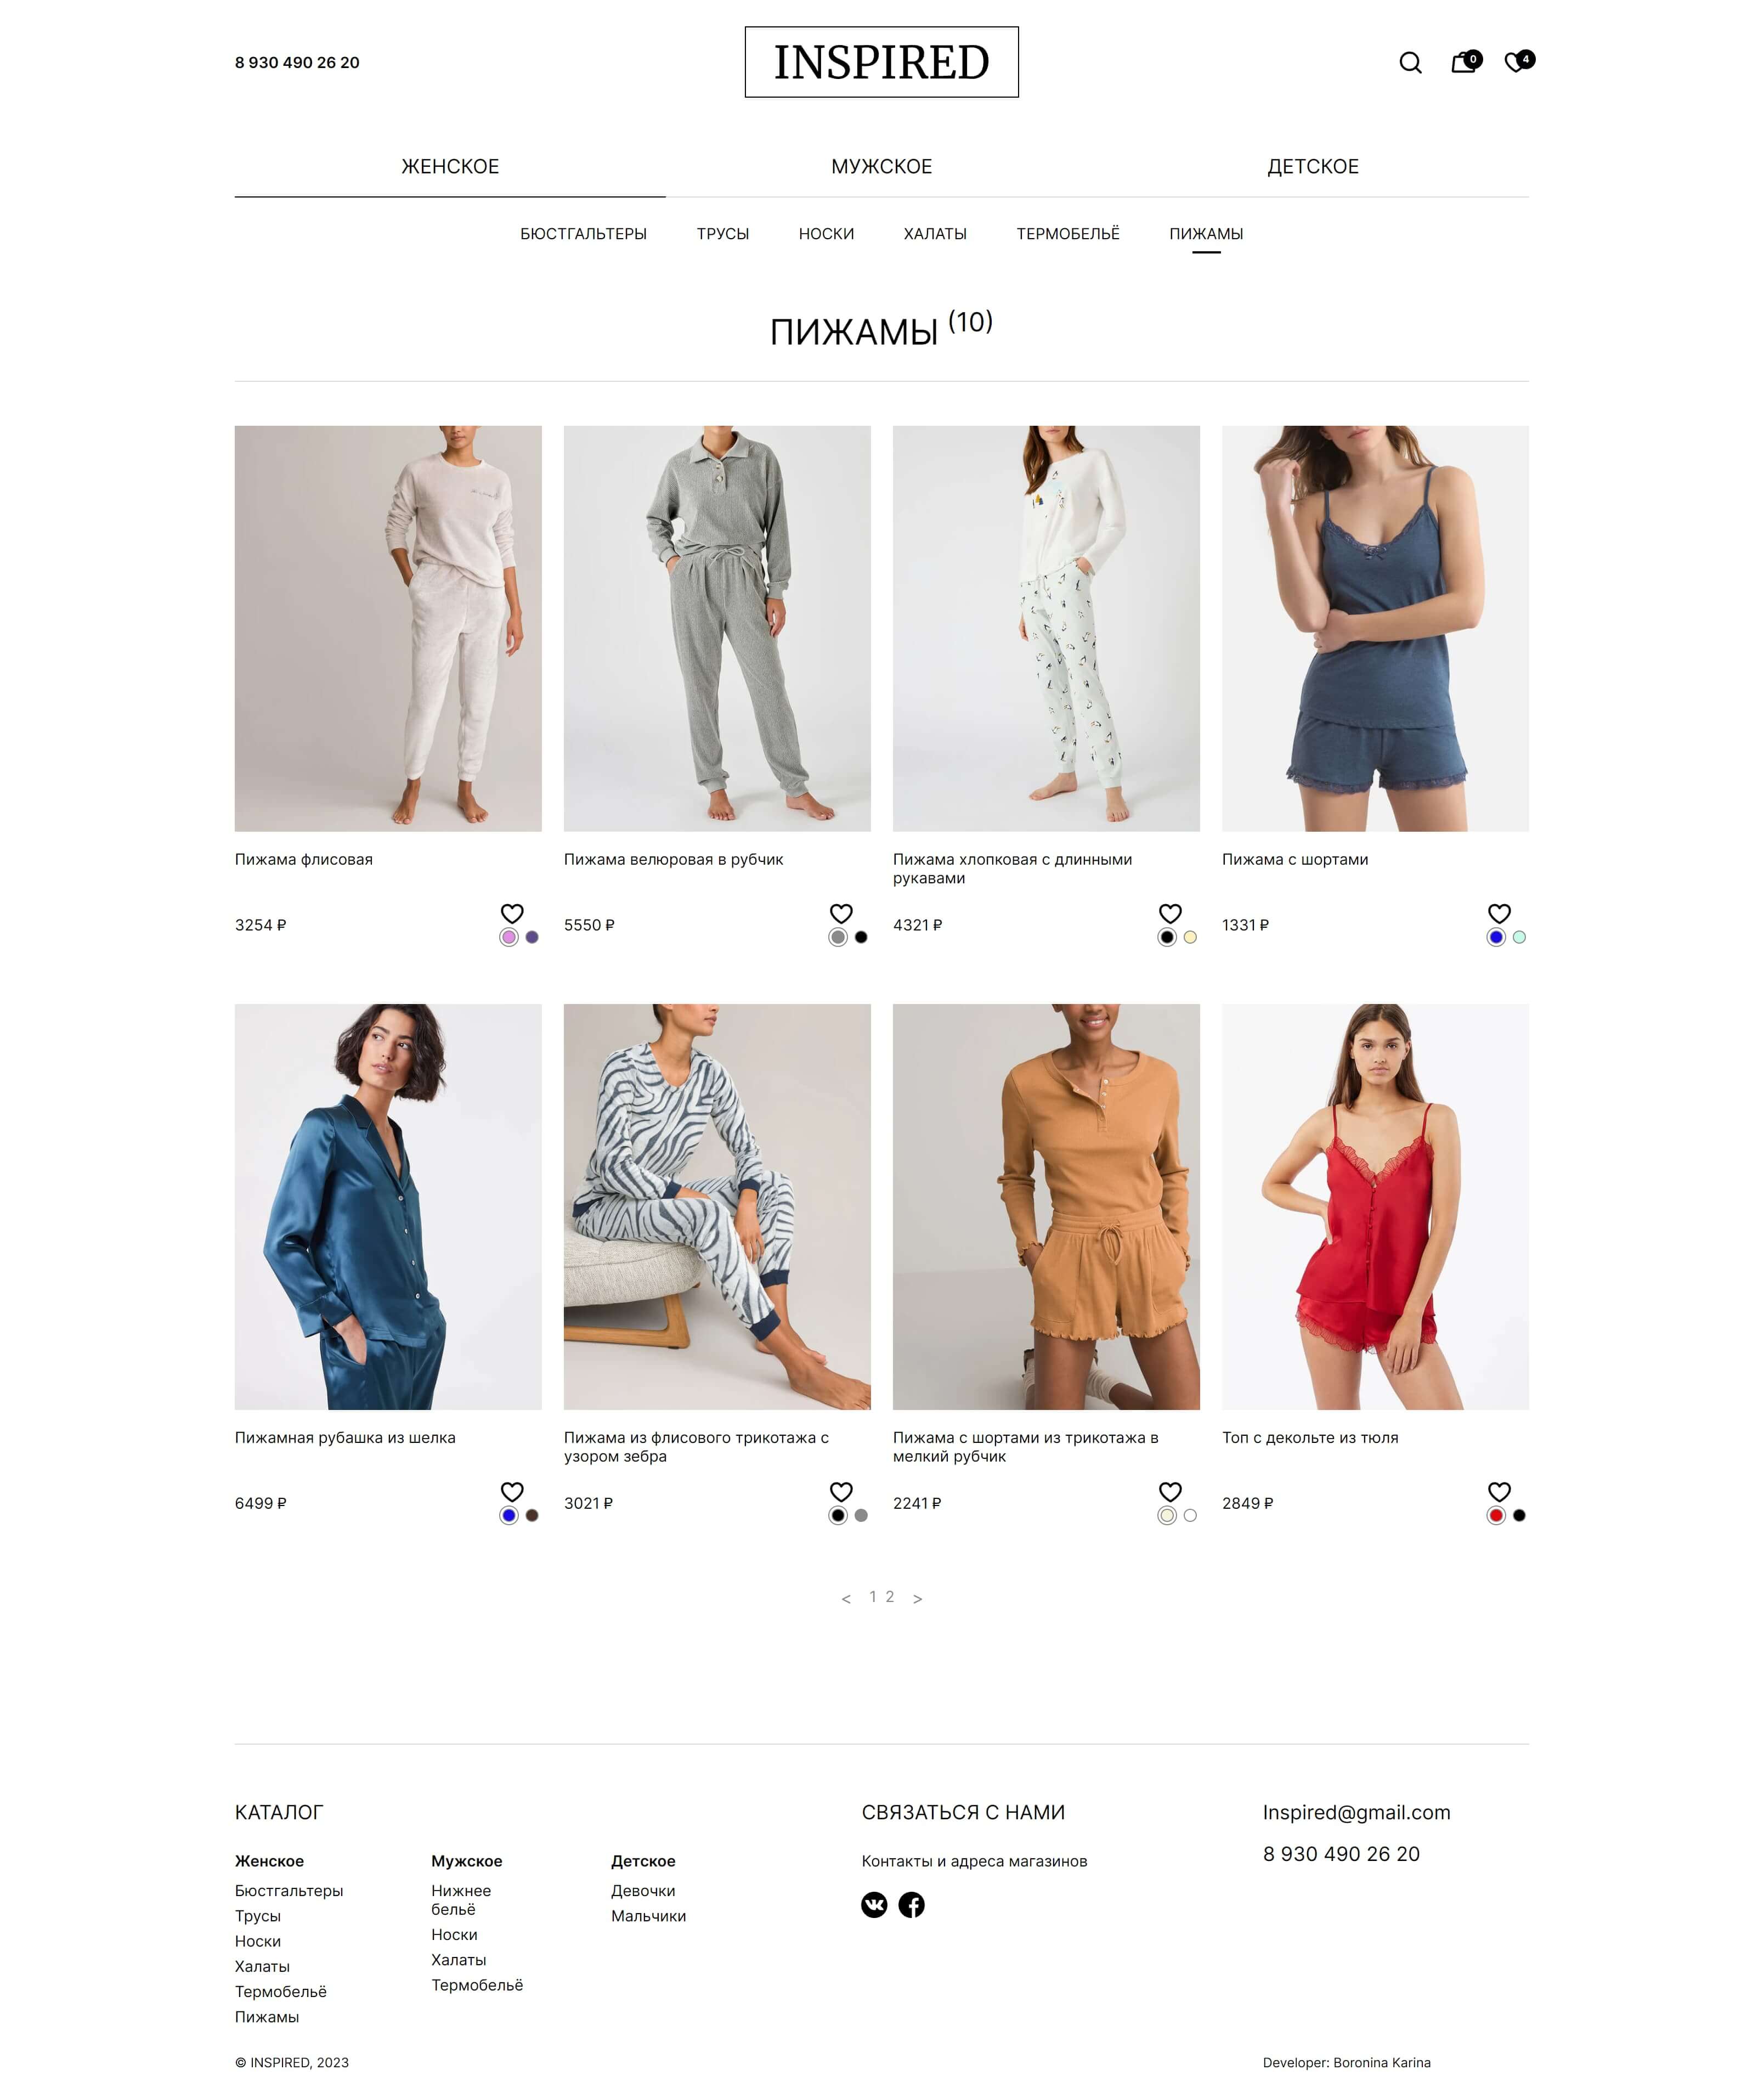 8 930 490 26 20
INSPIRED
0
4
ЖЕНСКОЕ
МУЖСКОЕ
ДЕТСКОЕ
БЮСТГАЛЬТЕРЫ
ТРУСЫ
НОСКИ
ХАЛАТЫ
ТЕРМОБЕЛЬЁ
ПИЖАМЫ
ПИЖАМЫ (10)
Пижама флисовая
3254 ₽
Пижама велюровая в рубчик
5550 ₽
Пижама хлопковая с длинными
рукавами
4321 ₽
Пижама с шортами
1331 ₽
Пижамная рубашка из шелка
6499 ₽
Пижама из флисового трикотажа с
узором зебра
3021 ₽
Пижама с шортами из трикотажа в
мелкий рубчик
2241 ₽
Топ с декольте из тюля
2849 ₽
< 1 2 >
КАТАЛОГ
Женское
Бюстгальтеры
Трусы
Носки
Халаты
Термобельё
Пижамы
Мужское
Нижнее
бельё
Носки
Халаты
Термобельё
Детское
Девочки
Мальчики
СВЯЗАТЬСЯ С НАМИ
Контакты и адреса магазинов
Inspired@gmail.com
8 930 490 26 20
© INSPIRED, 2023
Developer: Boronina Karina